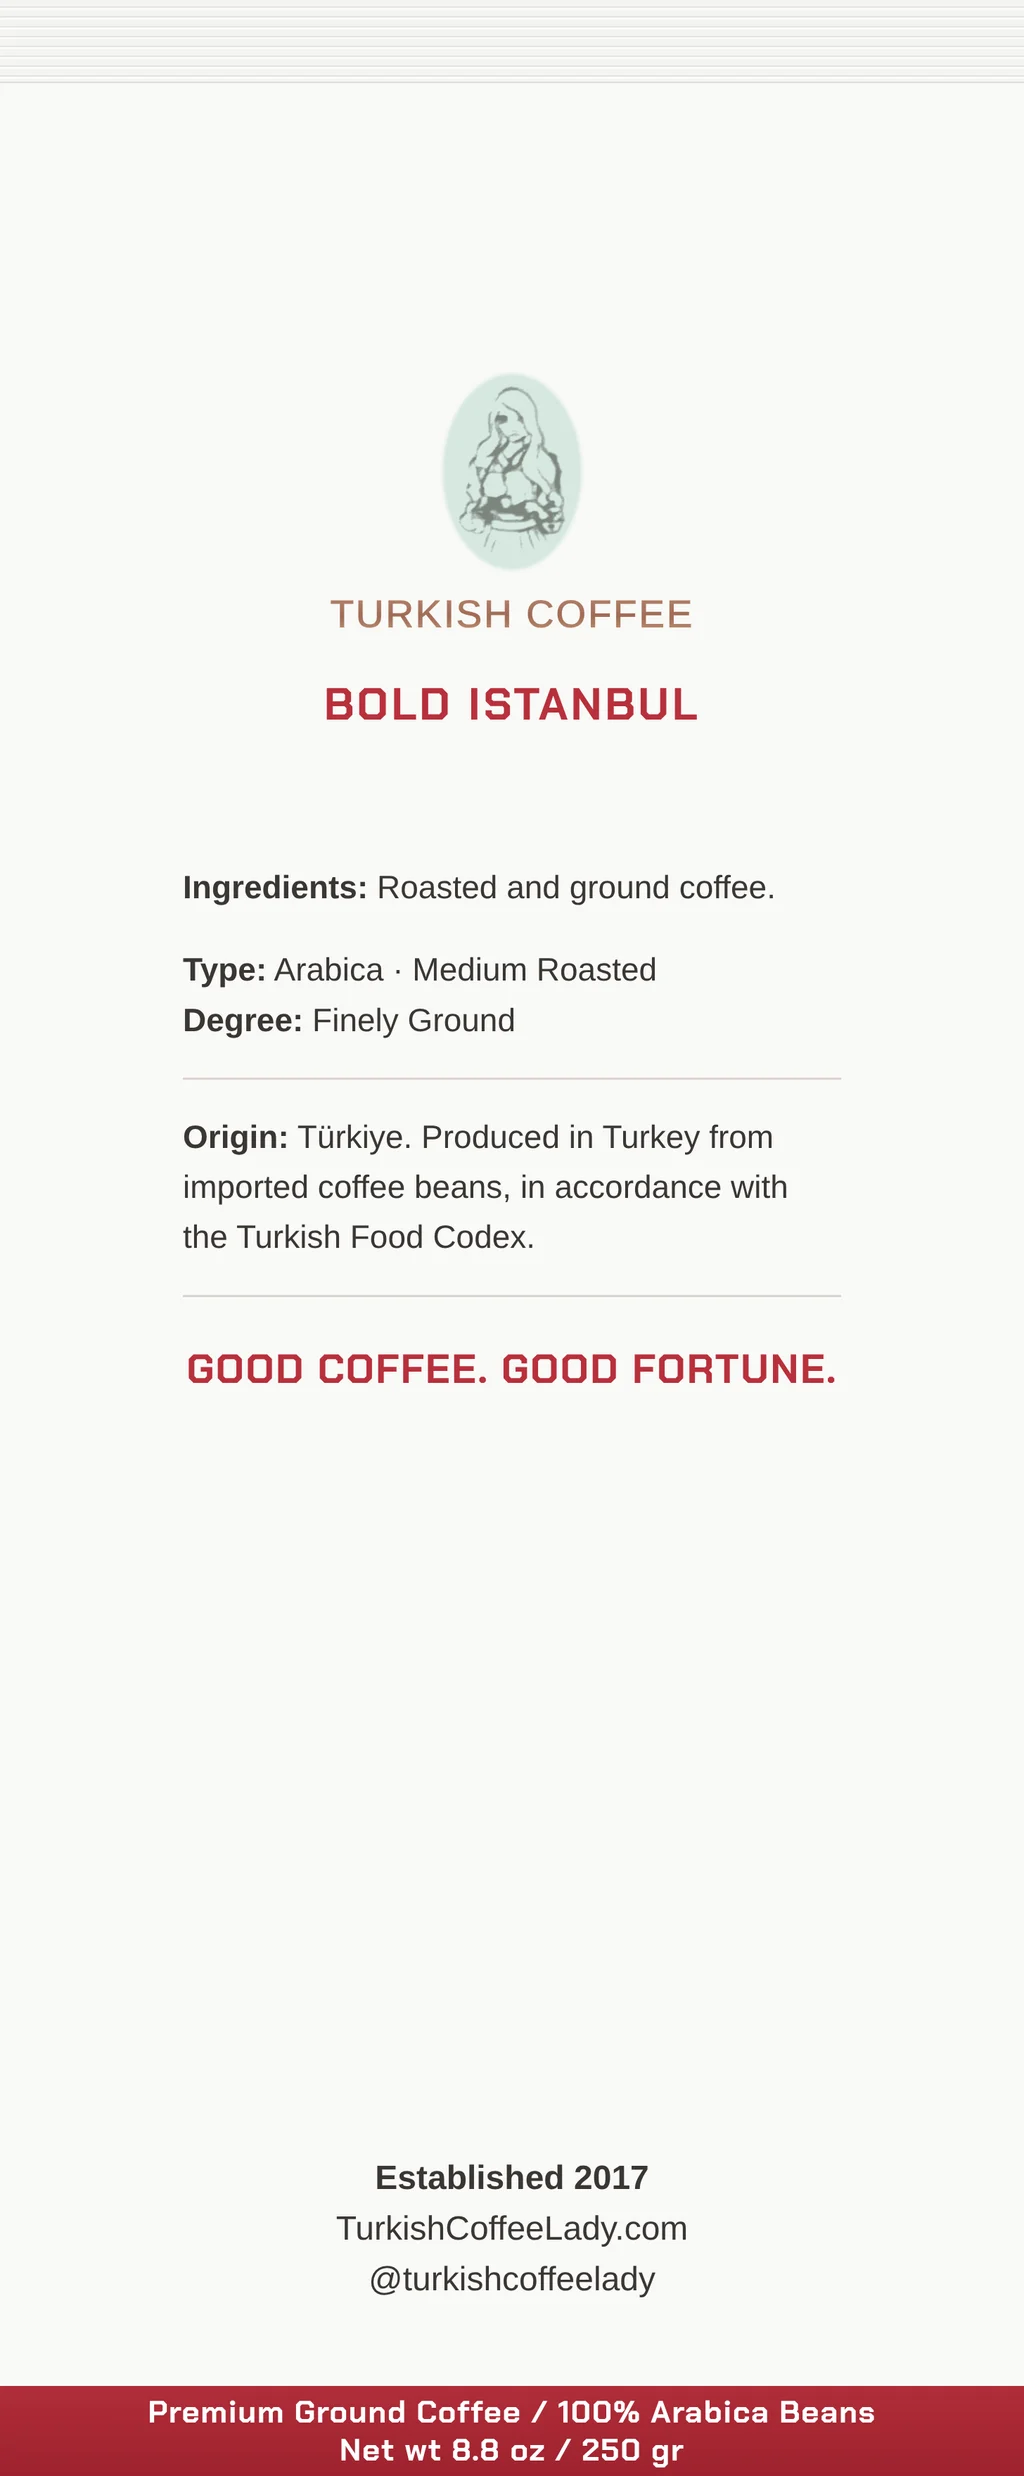 TURKISH COFFEE
BOLD ISTANBUL
Ingredients: Roasted and ground coffee.
Type: Arabica · Medium Roasted
Degree: Finely Ground
Origin: Türkiye. Produced in Turkey from
imported coffee beans, in accordance with
the Turkish Food Codex.
GOOD COFFEE. GOOD FORTUNE.
Established 2017
TurkishCoffeeLady.com
@turkishcoffeelady
Premium Ground Coffee / 100% Arabica Beans
Net wt 8.8 oz / 250 gr